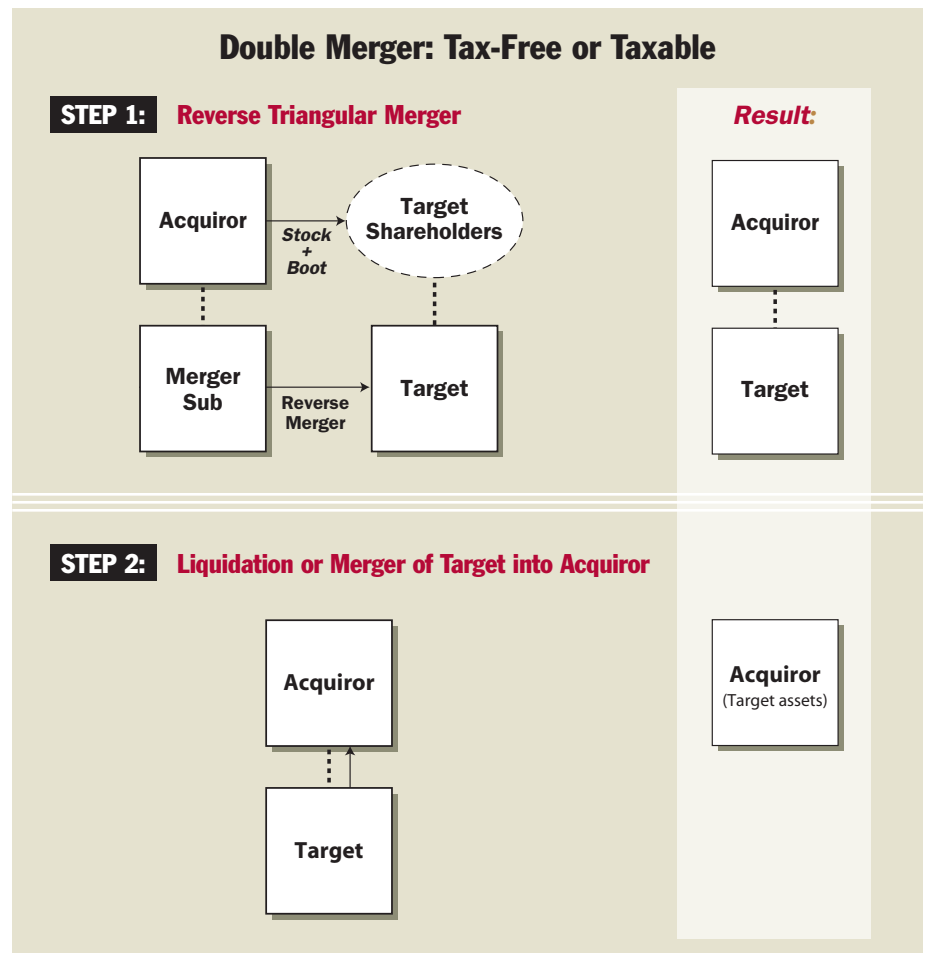 Double Merger: Tax-Free or Taxable
STEP 1: Reverse Triangular Merger
Result:
Acquiror
Stock
+
Boot
Target
Shareholders
Acquiror
Merger
Sub
Reverse
Merger
Target
Target
STEP 2: Liquidation or Merger of Target into Acquiror
Acquiror
Target
Acquiror
(Target assets)